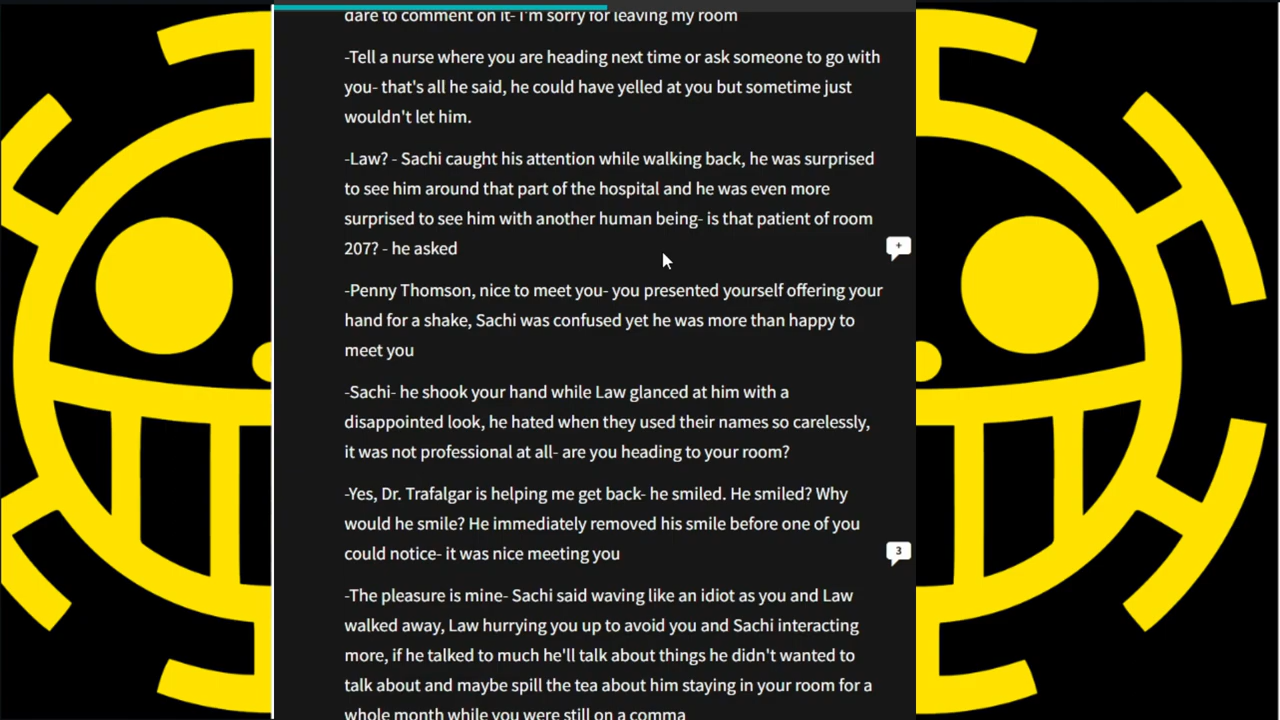 dare to comment on it- I'm sorry for leaving my room
-Tell a nurse where you are heading next time or ask someone to go with
you- that's all he said, he could have yelled at you but sometime just
wouldn't let him.
-Law? - Sachi caught his attention while walking back, he was surprised
to see him around that part of the hospital and he was even more
surprised to see him with another human being- is that patient of room
207? - he asked
+
-Penny Thomson, nice to meet you- you presented yourself offering your
hand for a shake, Sachi was confused yet he was more than happy to
meet you
-Sachi- he shook your hand while Law glanced at him with a
disappointed look, he hated when they used their names so carelessly,
it was not professional at all- are you heading to your room?
-Yes, Dr. Trafalgar is helping me get back- he smiled. He smiled? Why
would he smile? He immediately removed his smile before one of you
could notice- it was nice meeting you
3
-The pleasure is mine- Sachi said waving like an idiot as you and Law
walked away, Law hurrying you up to avoid you and Sachi interacting
more, if he talked to much he'll talk about things he didn't wanted to
talk about and maybe spill the tea about him staying in your room for a
whole month while you were still on a comma